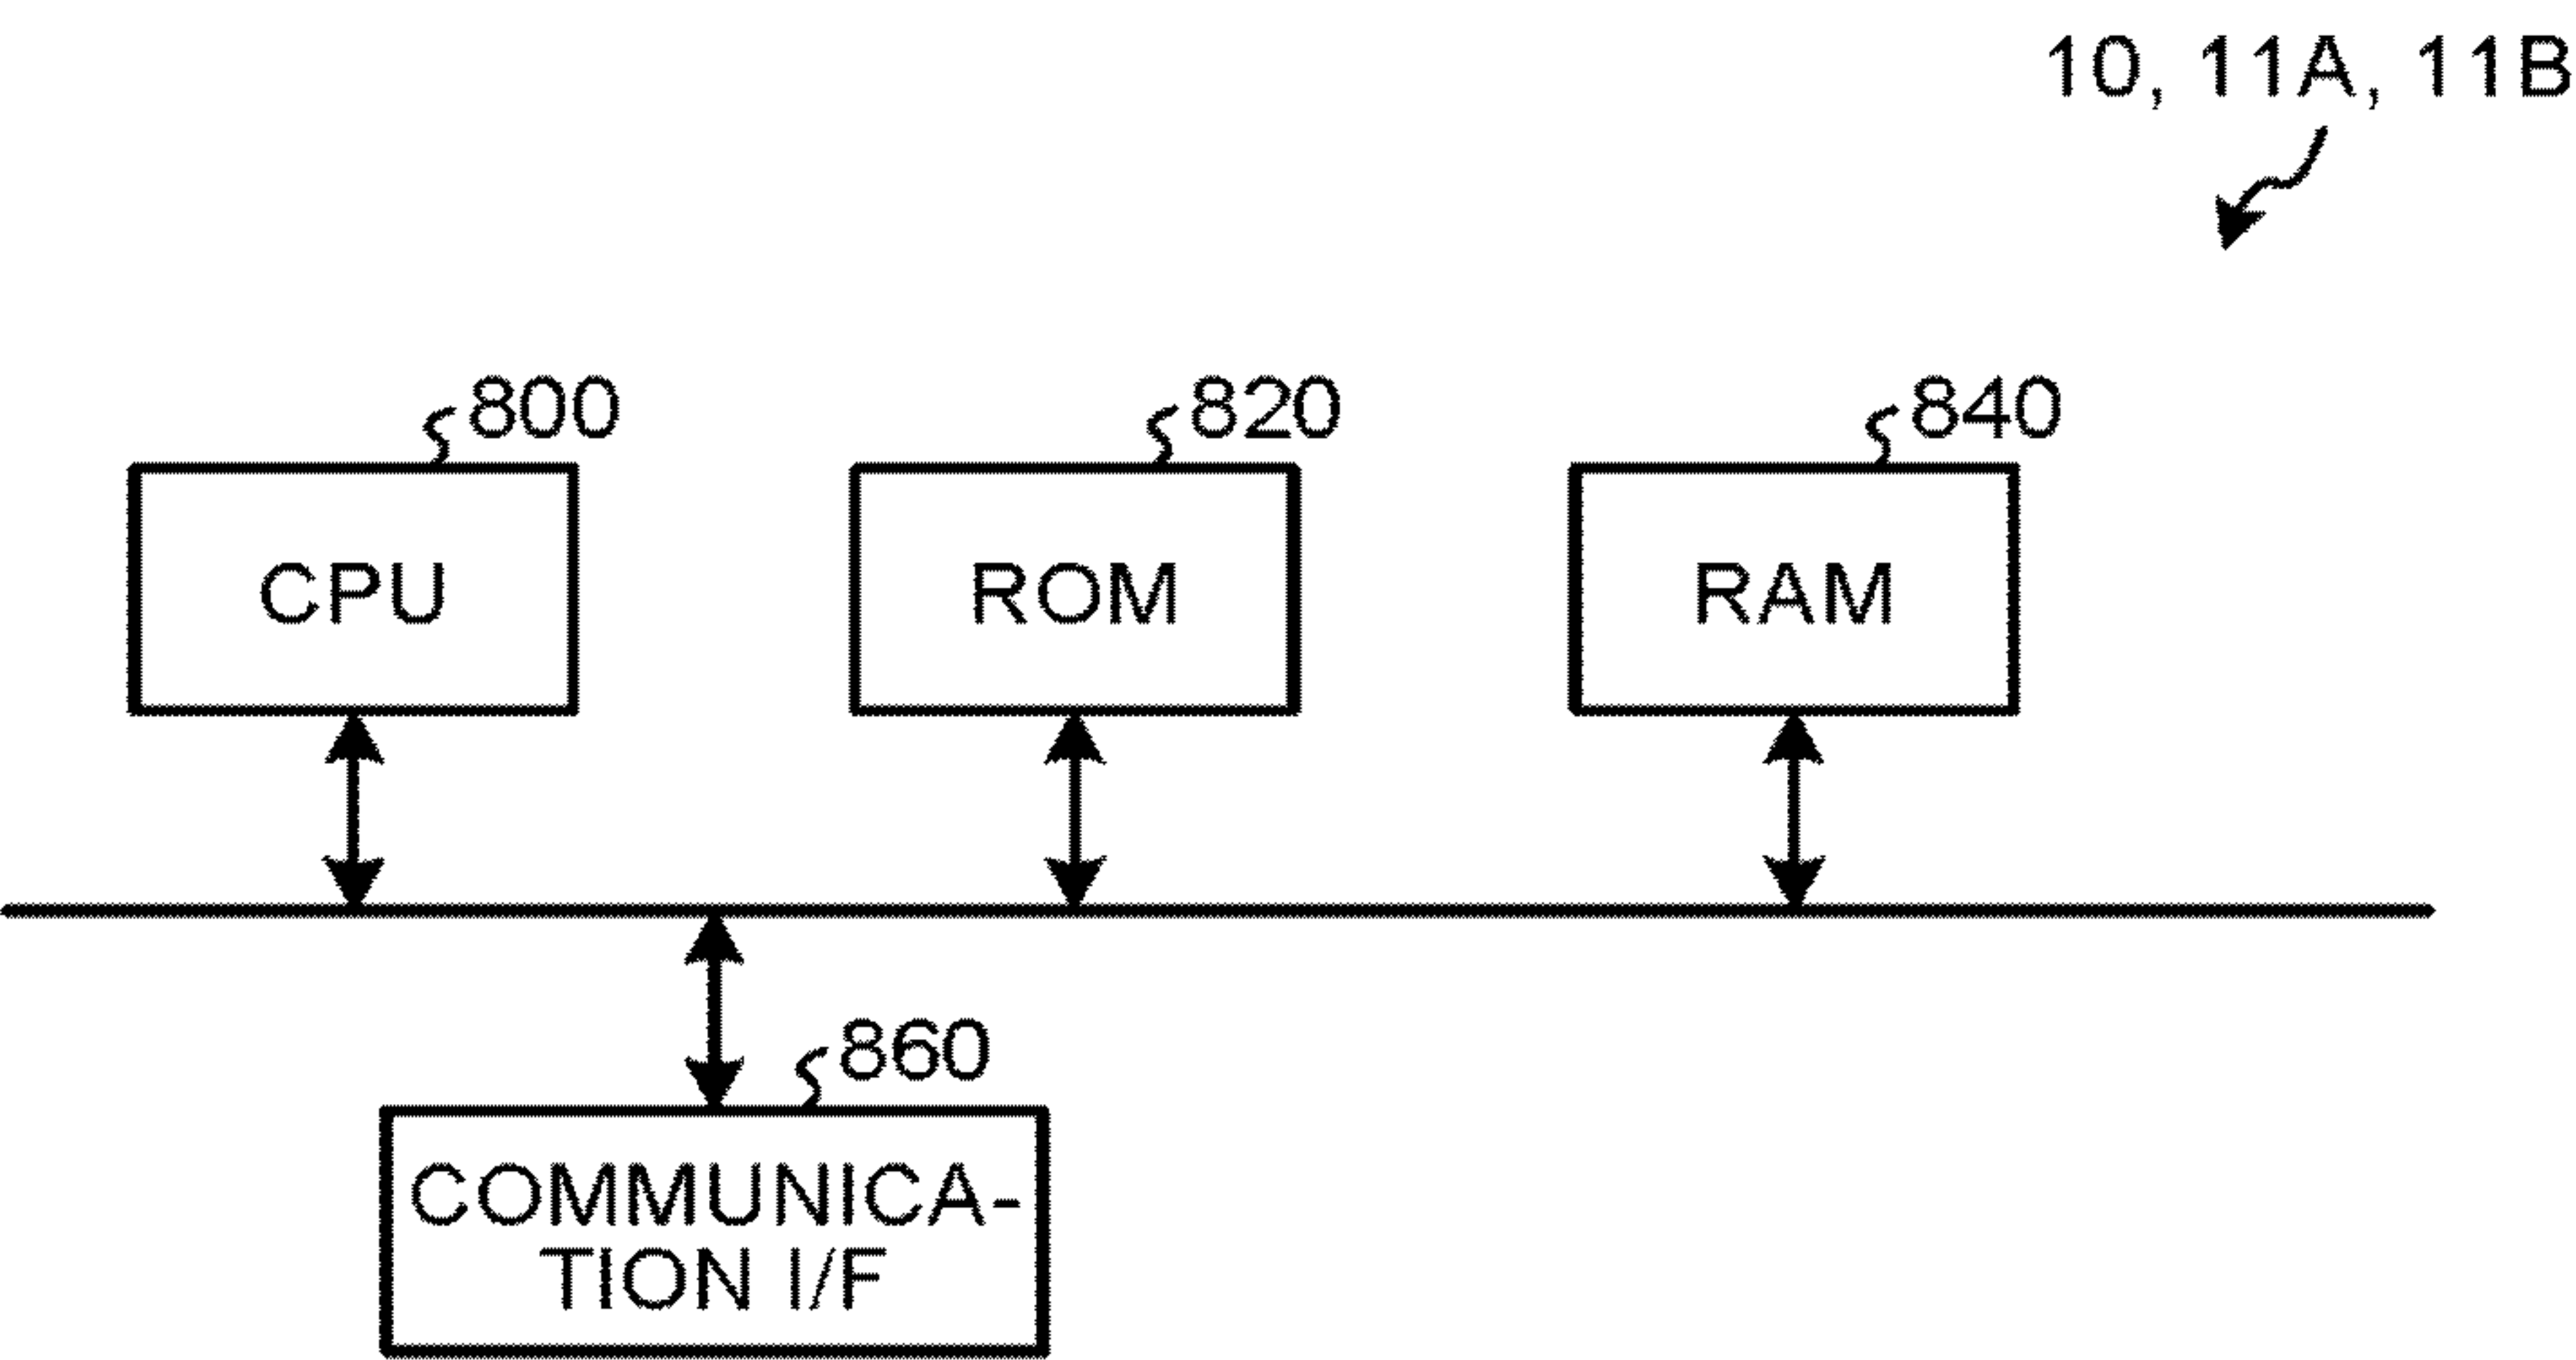 10, 11A, 11B
800
820
840
CPU
ROM
RAM
860
COMMUNICA-
TION I/F